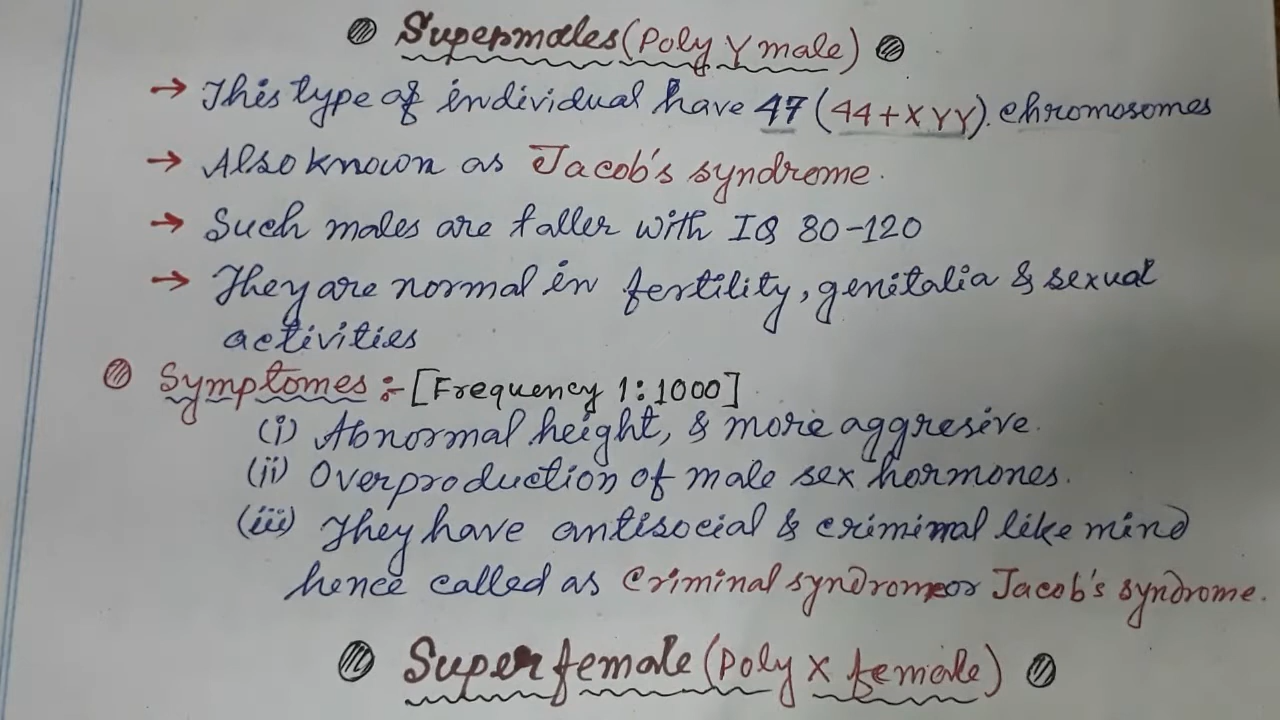 Supermales (Poly Y male)
→ This type of individual have 47 (44+XYY). chromosomes
→ Also known as Jacob's syndrome.
→ Such males are taller with IQ 80-120
→ They are normal in fertility, genitalia & sexual
activities
Symptomes :- [Frequency 1:1000]
(i) Abnormal height, & more aggresive.
(ii) Overproduction of male sex hormones.
(iii) They have antisocial & criminal like mind
hence called as Criminal syndrome or Jacob's syndrome.
Superfemale (Poly X female)